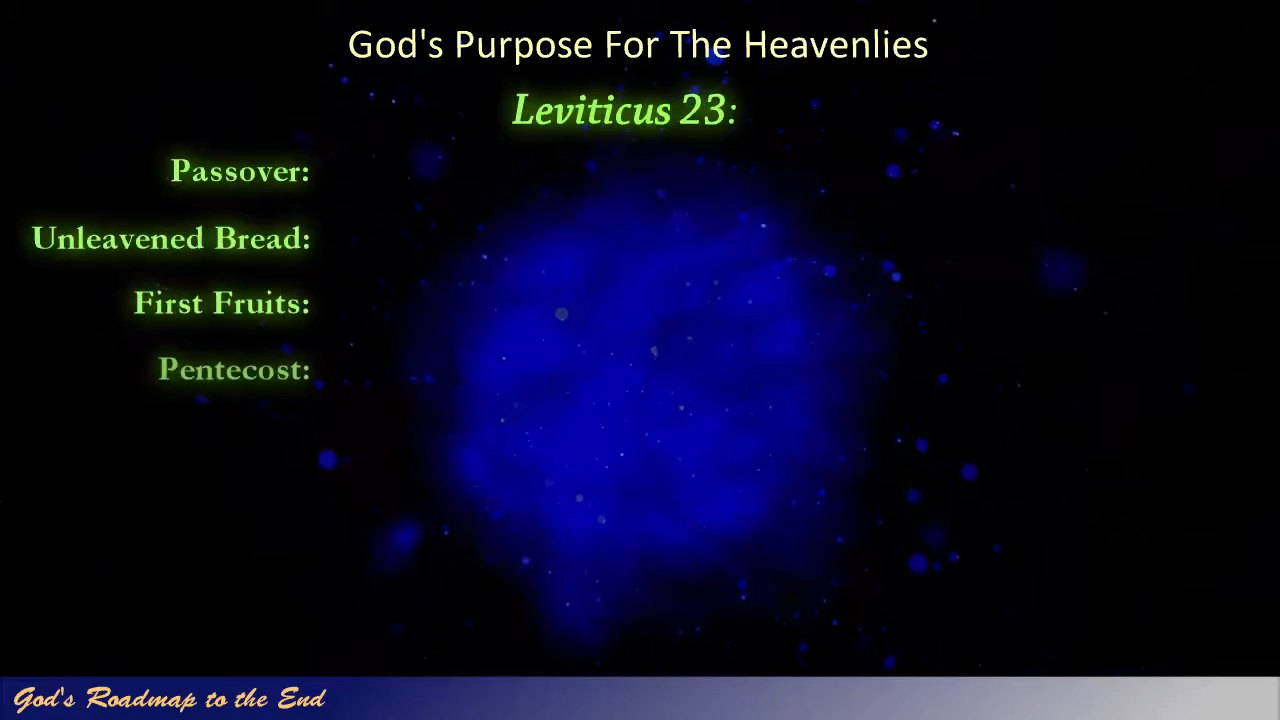 God's Purpose For The Heavenlies
Leviticus 23:
Passover:
Unleavened Bread:
First Fruits:
Pentecost:
God's Roadmap to the End